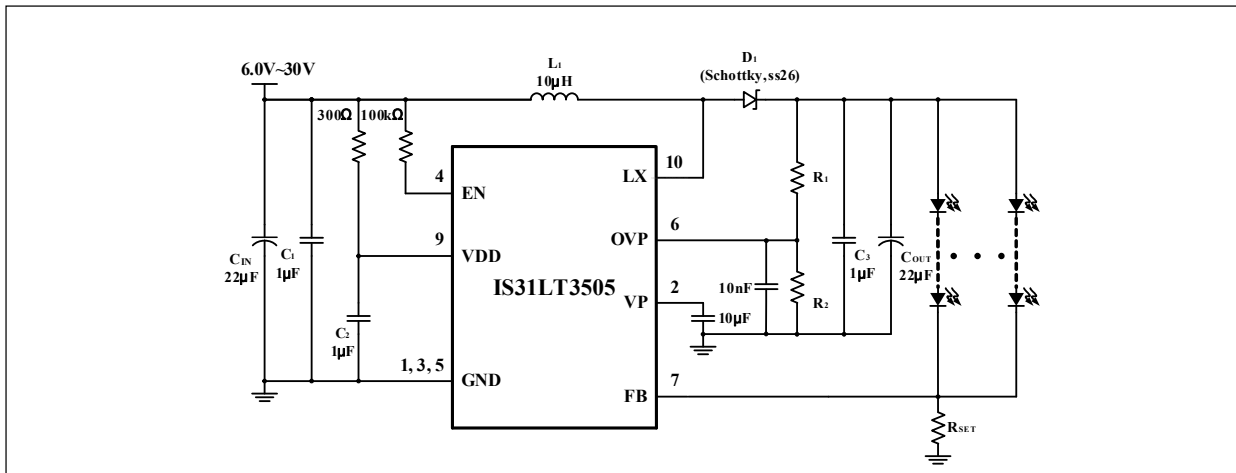 6.0V~30V
L1
10µH
D1
(Schottky,ss26)
300Ω 100kΩ
4
EN
LX
10
R1
9
VDD
OVP
6
CIN
22µF
C1
1µF
IS31LT3505
VP
2
10nF
R2
C3
1µF
COUT
22µF
10µF
C2
1µF
1, 3, 5
GND
FB
7
RSET